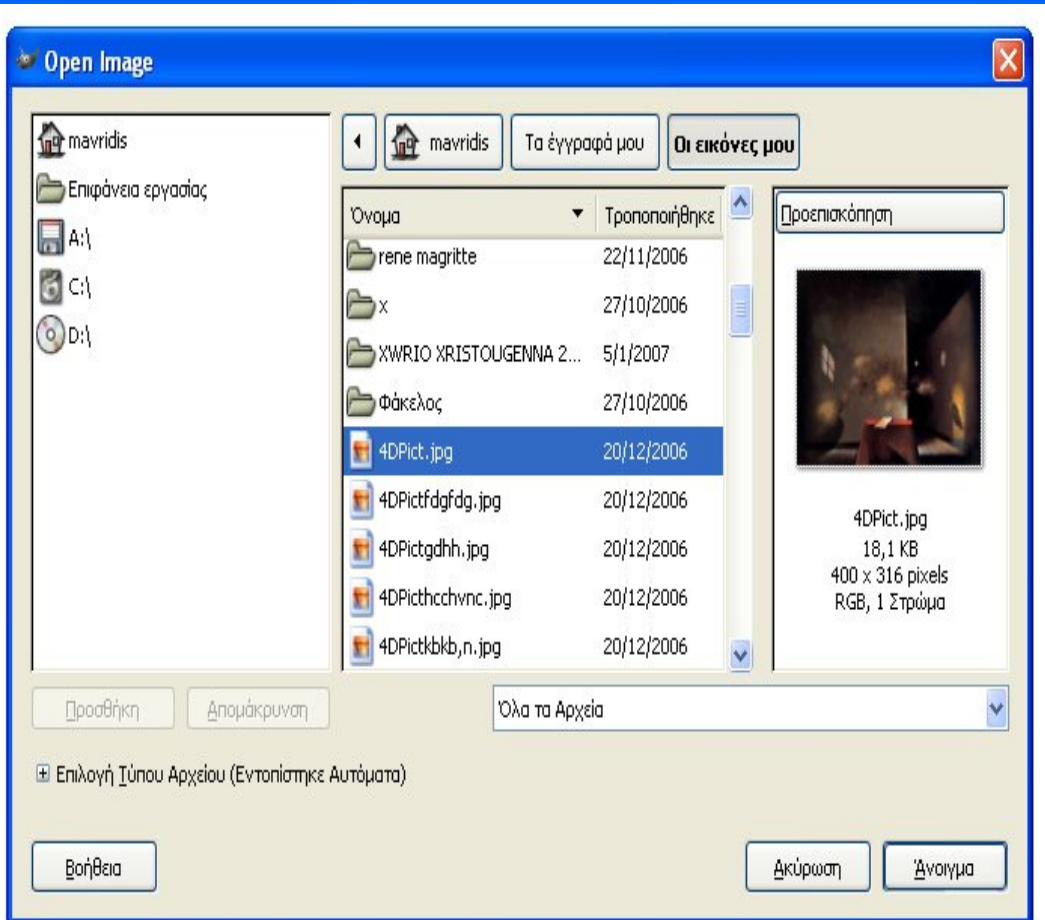 Open Image
mavridis
Επιφάνεια εργασίας
A:\
C:\
D:\
mavridis Τα έγγραφά μου Οι εικόνες μου
Όνομα Τροποποιήθηκε
rene magritte 22/11/2006
x 27/10/2006
XWRIO XRISTOUGENNA 2... 5/1/2007
Φάκελος 27/10/2006
4DPict.jpg 20/12/2006
4DPictfdgfdg.jpg 20/12/2006
4DPictgdhh.jpg 20/12/2006
4DPicthcchvnc.jpg 20/12/2006
4DPictkbkb,n.jpg 20/12/2006
Προεπισκόπηση
4DPict.jpg
18,1 KB
400 x 316 pixels
RGB, 1 Στρώμα
Προσθήκη Απομάκρυνση Όλα τα Αρχεία
Επιλογή Τύπου Αρχείου (Εντοπίστηκε Αυτόματα)
Βοήθεια Ακύρωση Άνοιγμα